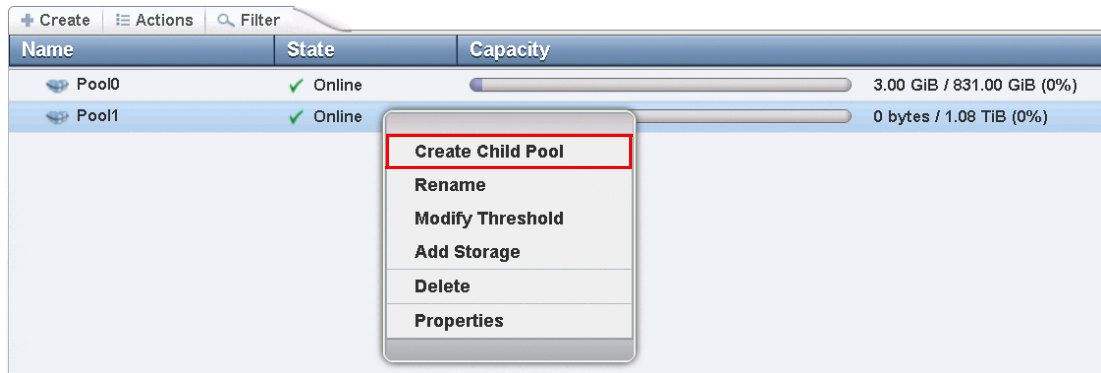 Create Actions Filter
Name State Capacity
Pool0 Online 3.00 GiB / 831.00 GiB (0%)
Pool1 Online 0 bytes / 1.08 TiB (0%)
Create Child Pool
Rename
Modify Threshold
Add Storage
Delete
Properties